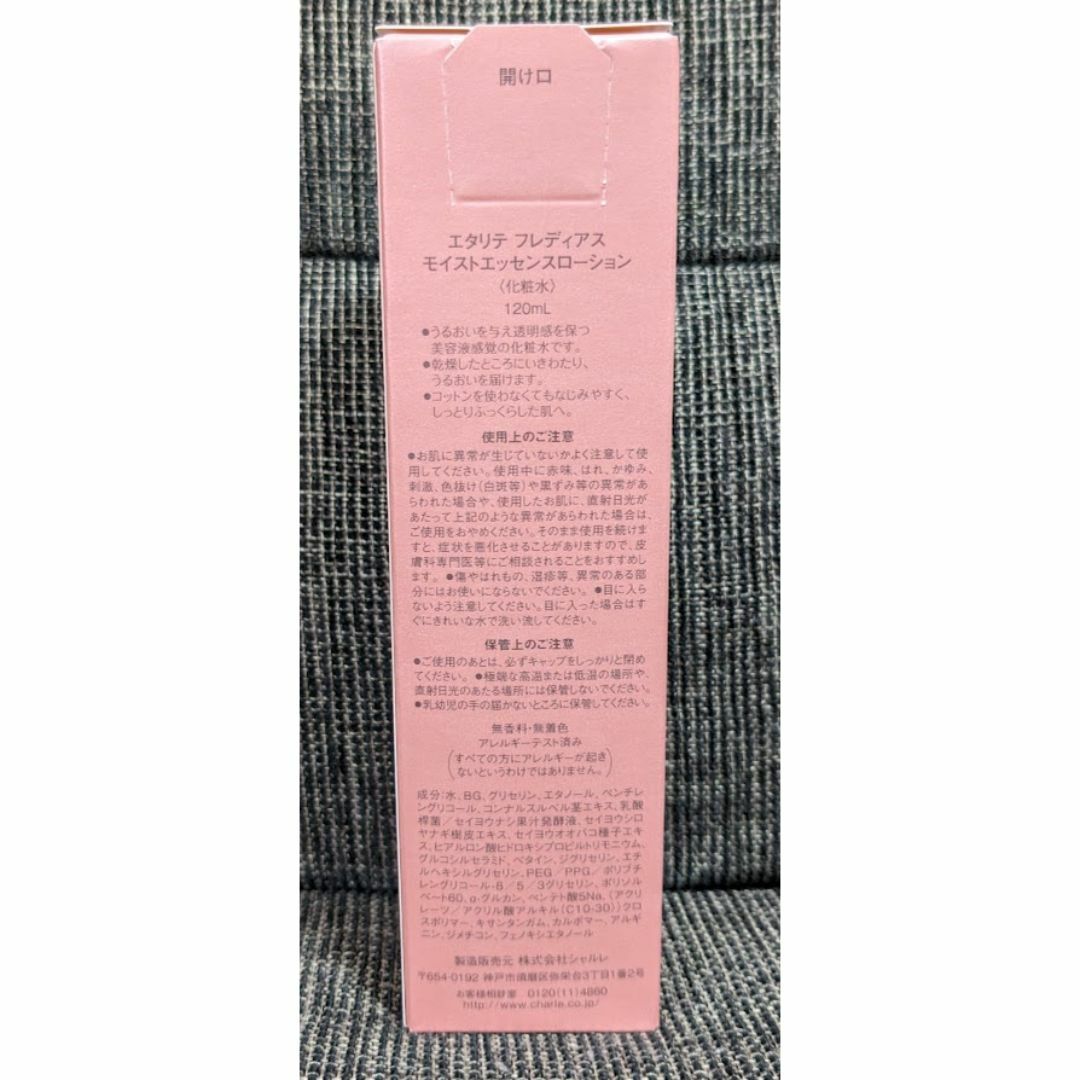 開け口
エタリテ フレディアス
モイストエッセンスローション
〈化粧水〉
120mL
●うるおいを与え透明感を保つ
美容液感覚の化粧水です。
●乾燥したところにいきわたり、
うるおいを届けます。
●コットンを使わなくてもなじみやすく、
しっとりふっくらした肌へ。
使用上のご注意
●お肌に異常が生じていないかよく注意して使
用してください。使用中に赤味、はれ、かゆみ、
刺激、色抜け(白斑等)や黒ずみ等の異常があ
らわれた場合や、使用したお肌に、直射日光が
あたって上記のような異常があらわれた場合は、
ご使用をおやめください。そのまま使用を続けま
すと、症状を悪化させることがありますので、皮
膚科専門医等にご相談されることをおすすめし
ます。 ●傷やはれもの、湿疹等、異常のある部
分にはお使いにならないでください。 ●目に入ら
ないよう注意してください。目に入った場合はす
ぐにきれいな水で洗い流してください。
保管上のご注意
●ご使用のあとは、必ずキャップをしっかりと閉め
てください。 ●極端な高温または低温の場所や、
直射日光のあたる場所には保管しないでください。
●乳幼児の手の届かないところに保管してください。
無香料・無着色
アレルギーテスト済み
(すべての方にアレルギーが起き
ないというわけではありません。)
成分:水、BG、グリセリン、エタノール、ペンチレ
ングリコール、コンナルスルベル茎エキス、乳酸
桿菌/セイヨウナシ果汁発酵液、セイヨウシロ
ヤナギ樹皮エキス、セイヨウオオバコ種子エキ
ス、ヒアルロン酸ヒドロキシプロピルトリモニウム、
グルコシルセラミド、ベタイン、ジグリセリン、エチ
ルヘキシルグリセリン、PEG/PPG/ポリブチ
レングリコール-8/5/3グリセリン、ポリソル
ベート60、α-グルカン、ペンテト酸5Na、(アクリ
レーツ/アクリル酸アルキル(C10-30))クロ
スポリマー、キサンタンガム、カルボマー、アルギ
ニン、ジメチコン、フェノキシエタノール
製造販売元 株式会社シャルレ
〒654-0192 神戸市須磨区弥栄台3丁目1番2号
お客様相談室 0120(11)4860
http://www.charle.co.jp/